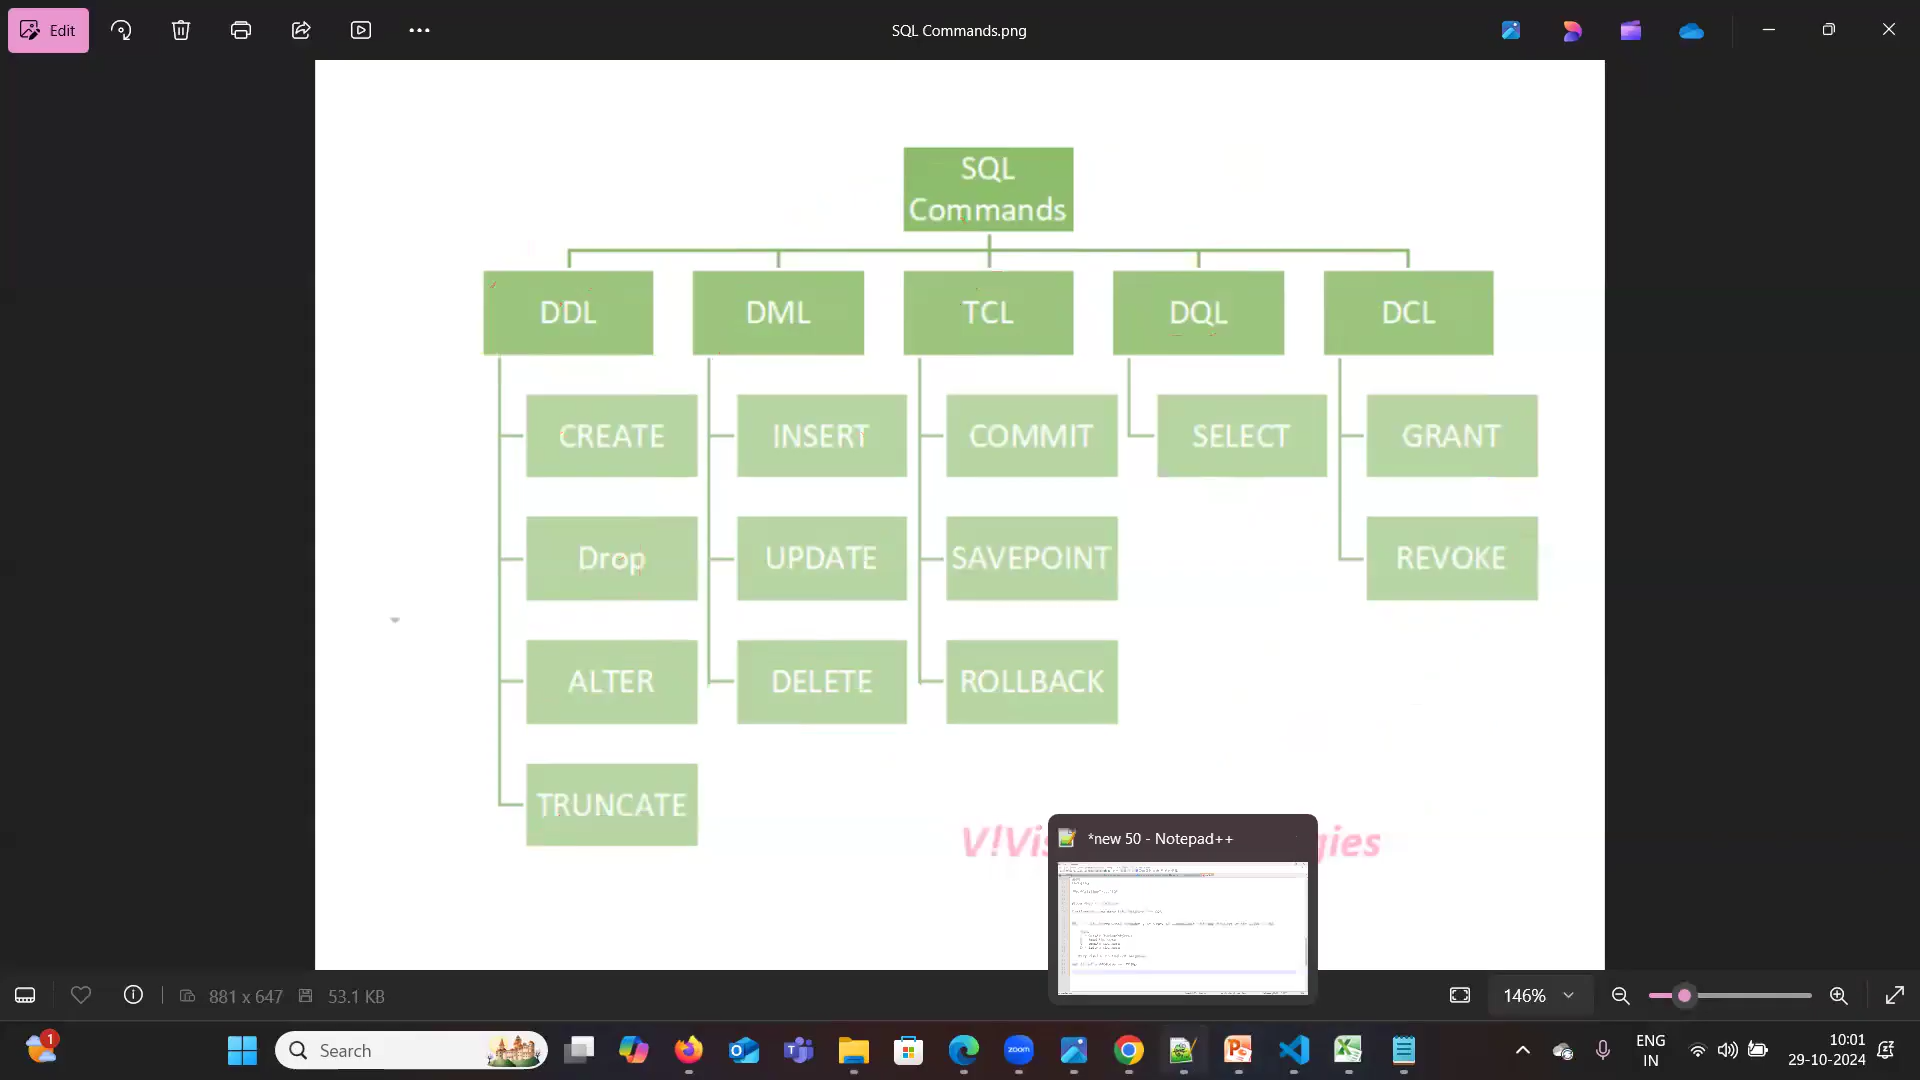 Edit
SQL Commands.png
SQL
Commands
DDL DML TCL DQL DCL
CREATE INSERT COMMIT SELECT GRANT
Drop UPDATE SAVEPOINT REVOKE
ALTER DELETE ROLLBACK
TRUNCATE
*new 50 - Notepad++
881 x 647 53.1 KB 146%
1
Search
zoom
ENG
IN
10:01
29-10-2024